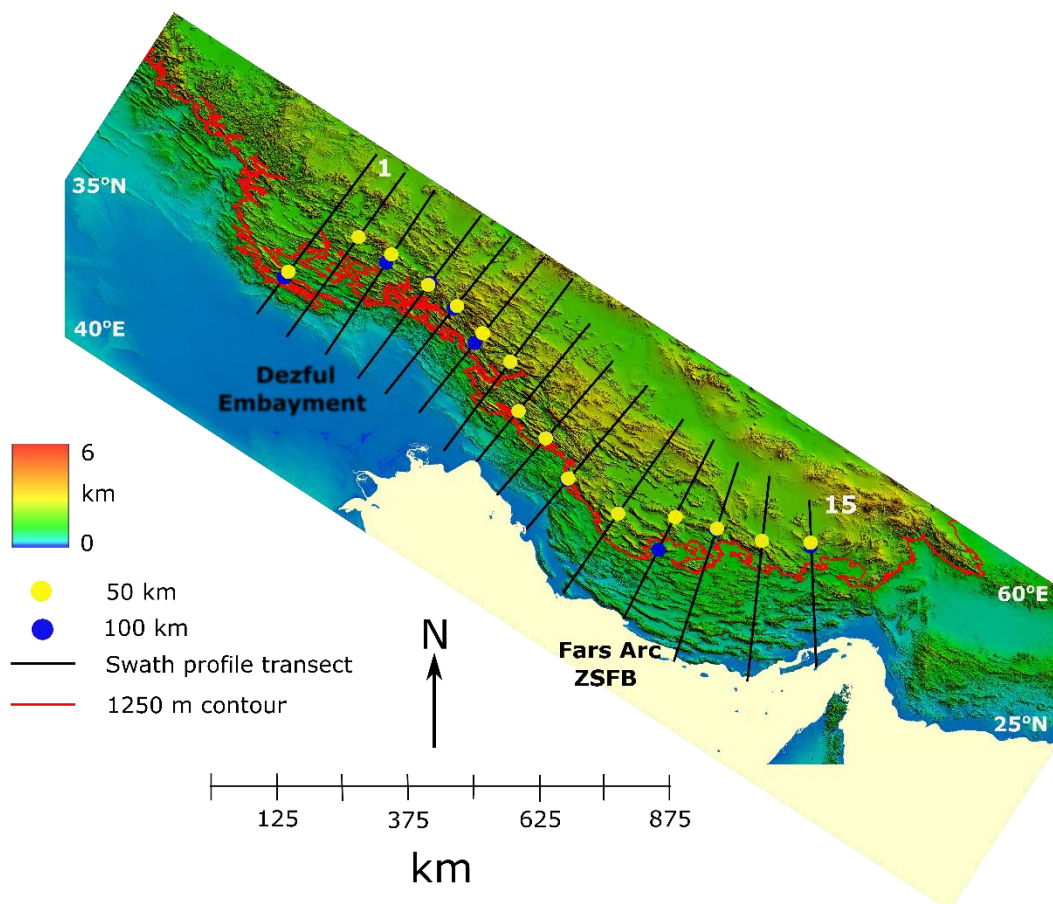 1
35°N
40°E
Dezful
Embayment
6
km
0
15
60°E
50 km
100 km
N
Fars Arc
ZSFB
Swath profile transect
1250 m contour
25°N
125
375
625
875
km